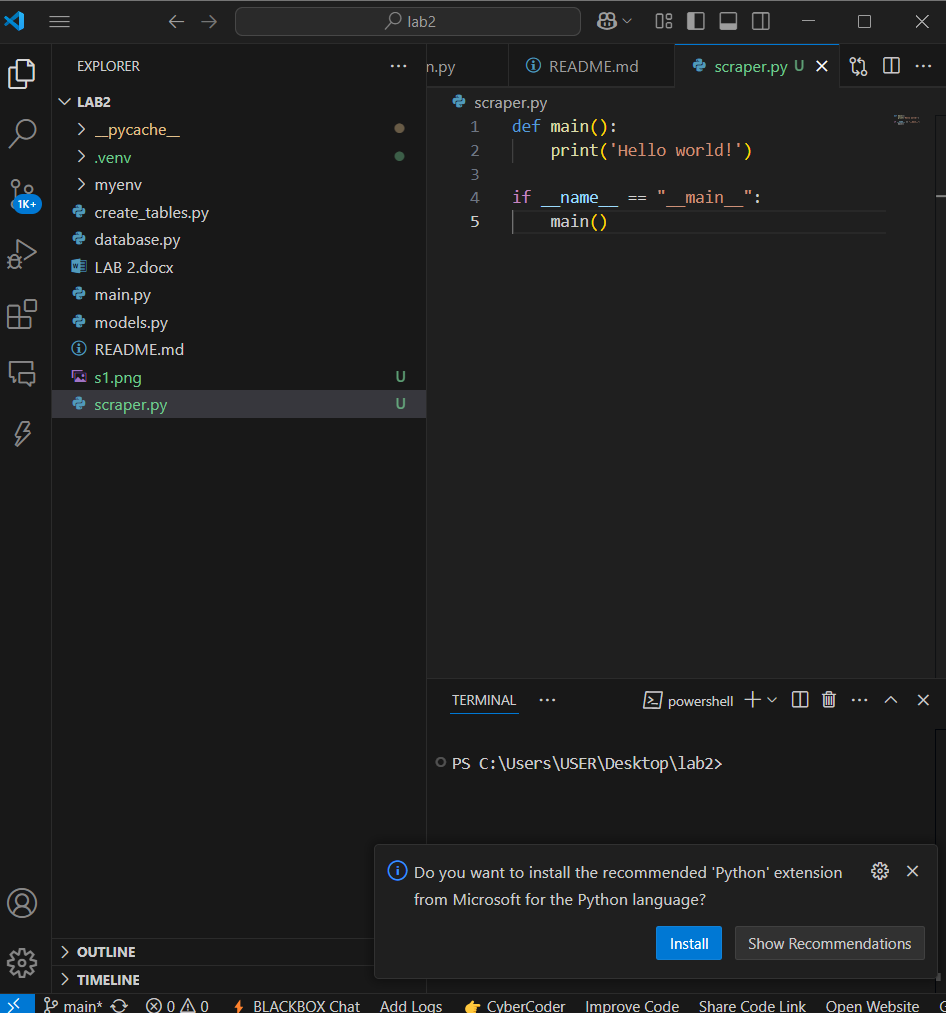 lab2
EXPLORER
n.py
README.md
scraper.py U
LAB2
scraper.py
__pycache__
.venv
myenv
create_tables.py
database.py
LAB 2.docx
main.py
models.py
README.md
s1.png U
scraper.py U
1K+
1 def main():
2 print('Hello world!')
3
4 if __name__ == "__main__":
5 main()
TERMINAL
powershell
PS C:\Users\USER\Desktop\lab2>
Do you want to install the recommended 'Python' extension
from Microsoft for the Python language?
Install
Show Recommendations
OUTLINE
TIMELINE
main* 0 0 BLACKBOX Chat Add Logs CyberCoder Improve Code Share Code Link Open Website